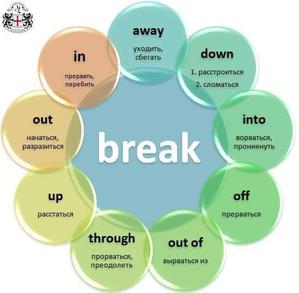 away
уходить,
сбегать
down
1. расстроиться
2. сломаться
into
ворваться,
проникнуть
off
прерваться
out of
вырваться из
through
прорваться,
преодолеть
up
расстаться
out
начаться,
разразиться
in
прервать,
перебить
break